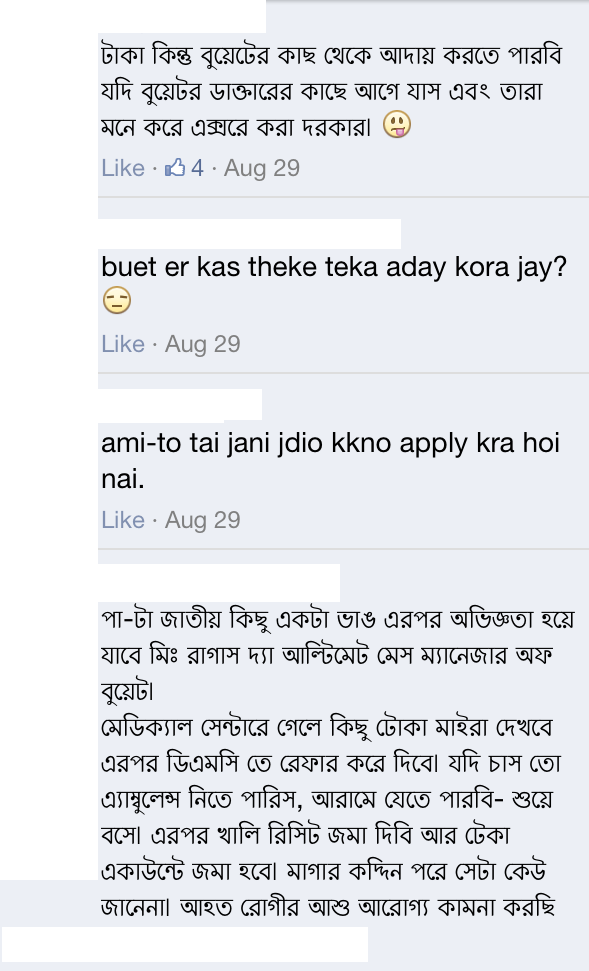 টাকা কিন্তু বুয়েটের কাছ থেকে আদায় করতে পারবি
যদি বুয়েটর ডাক্তারের কাছে আগে যাস এবং তারা
মনে করে এক্সরে করা দরকার।
Like · 4 · Aug 29
buet er kas theke teka aday kora jay?
Like · Aug 29
ami-to tai jani jdio kkno apply kra hoi
nai.
Like · Aug 29
পা-টা জাতীয় কিছু একটা ভাঙ এরপর অভিজ্ঞতা হয়ে
যাবে মিঃ রাগাস দ্যা আল্টিমেট মেস ম্যানেজার অফ
বুয়েট।
মেডিক্যাল সেন্টারে গেলে কিছু টোকা মাইরা দেখবে
এরপর ডিএমসি তে রেফার করে দিবে। যদি চাস তো
এ্যাম্বুলেন্স নিতে পারিস, আরামে যেতে পারবি- শুয়ে
বসে। এরপর খালি রিসিট জমা দিবি আর টেকা
একাউন্টে জমা হবে। মাগার কদ্দিন পরে সেটা কেউ
জানেনা। আহত রোগীর আশু আরোগ্য কামনা করছি